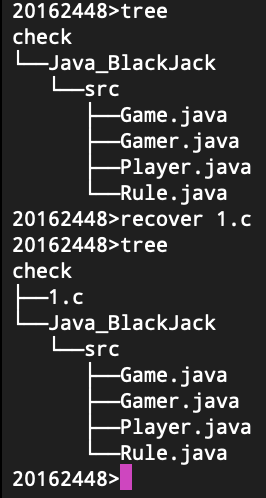 20162448>tree
check
└──Java_BlackJack
   └──src
      ├──Game.java
      ├──Gamer.java
      ├──Player.java
      └──Rule.java
20162448>recover 1.c
20162448>tree
check
├──1.c
└──Java_BlackJack
   └──src
      ├──Game.java
      ├──Gamer.java
      ├──Player.java
      └──Rule.java
20162448>